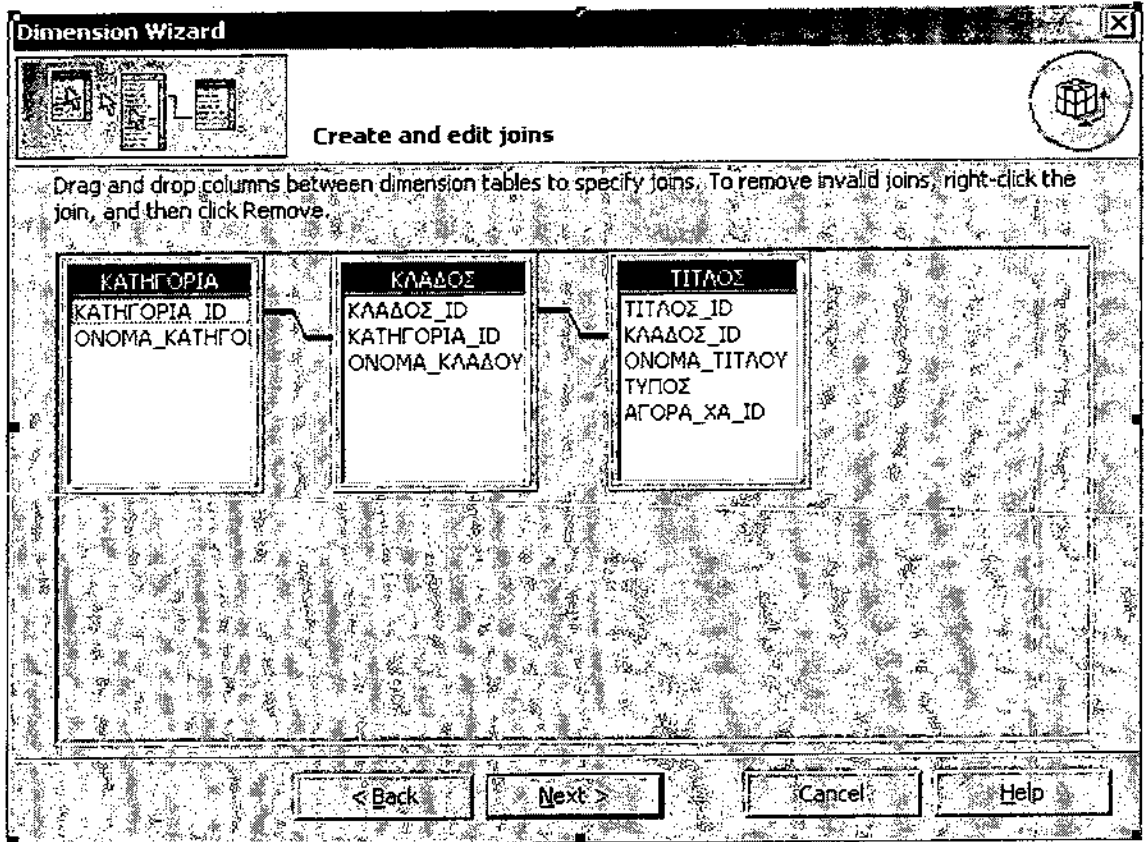 Dimension Wizard
Create and edit joins
Drag and drop columns between dimension tables to specify joins. To remove invalid joins, right-click the
join, and then click Remove.
ΚΑΤΗΓΟΡΙΑ
ΚΑΤΗΓΟΡΙΑ_ID
ΟΝΟΜΑ_ΚΑΤΗΓΟΙ
ΚΛΑΔΟΣ
ΚΛΑΔΟΣ_ID
ΚΑΤΗΓΟΡΙΑ_ID
ΟΝΟΜΑ_ΚΛΑΔΟΥ
ΤΙΤΛΟΣ
ΤΙΤΛΟΣ_ID
ΚΛΑΔΟΣ_ID
ΟΝΟΜΑ_ΤΙΤΛΟΥ
ΤΥΠΟΣ
ΑΓΟΡΑ_ΧΑ_ID
< Back
Next >
Cancel
Help